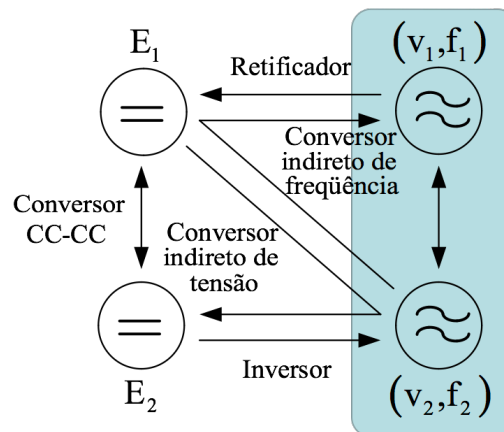 E₁
(v₁,f₁)
Retificador
Conversor
indireto de
freqüência
Conversor
CC-CC
Conversor
indireto de
tensão
Inversor
E₂
(v₂,f₂)